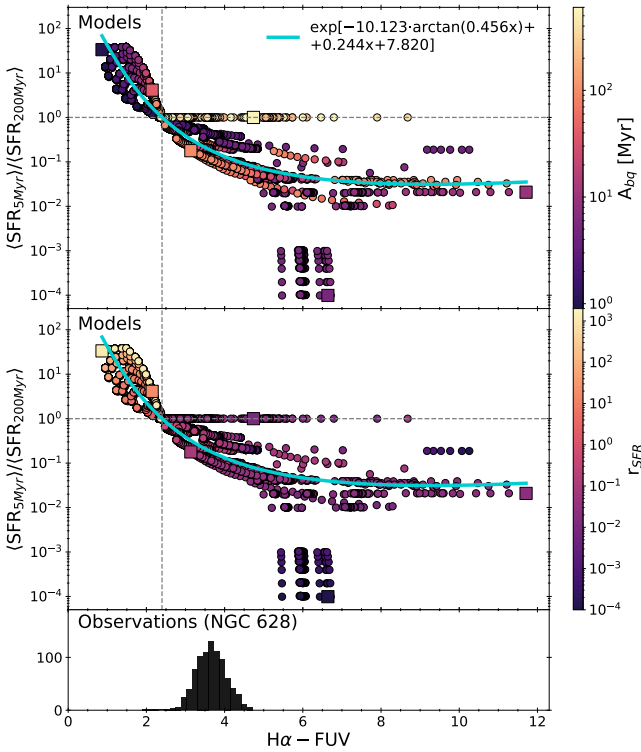 Models
exp[−10.123·arctan(0.456x)+
+0.244x+7.820]
10²
10¹
10⁰
10⁻¹
10⁻²
10⁻³
10⁻⁴
⟨SFR5Myr⟩/⟨SFR200Myr⟩
10²
10¹
10⁰
Abq [Myr]
Models
10²
10¹
10⁰
10⁻¹
10⁻²
10⁻³
10⁻⁴
⟨SFR5Myr⟩/⟨SFR200Myr⟩
10³
10²
10¹
10⁰
10⁻¹
10⁻²
10⁻³
10⁻⁴
rSFR
Observations (NGC 628)
100
0
0 2 4 6 8 10 12
Hα − FUV